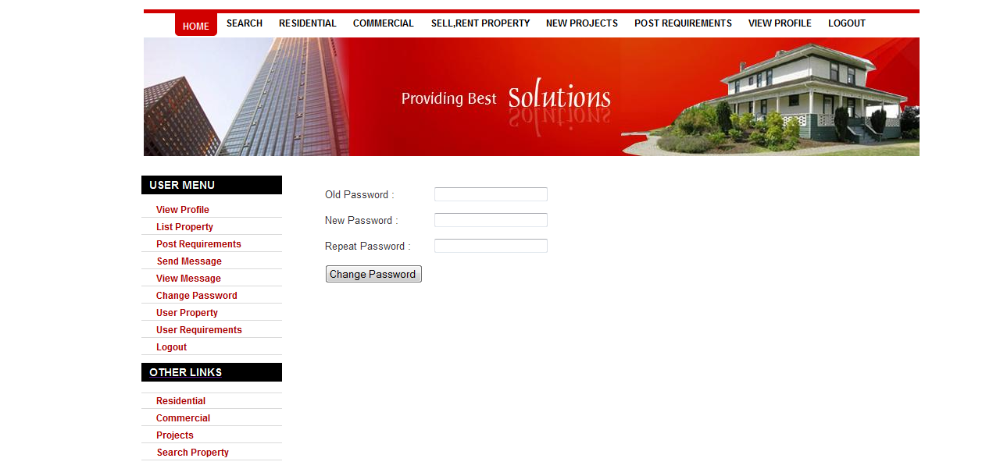 HOME SEARCH RESIDENTIAL COMMERCIAL SELL,RENT PROPERTY NEW PROJECTS POST REQUIREMENTS VIEW PROFILE LOGOUT
Providing Best Solutions
USER MENU
View Profile
List Property
Post Requirements
Send Message
View Message
Change Password
User Property
User Requirements
Logout
OTHER LINKS
Residential
Commercial
Projects
Search Property
Old Password :
New Password :
Repeat Password :
Change Password